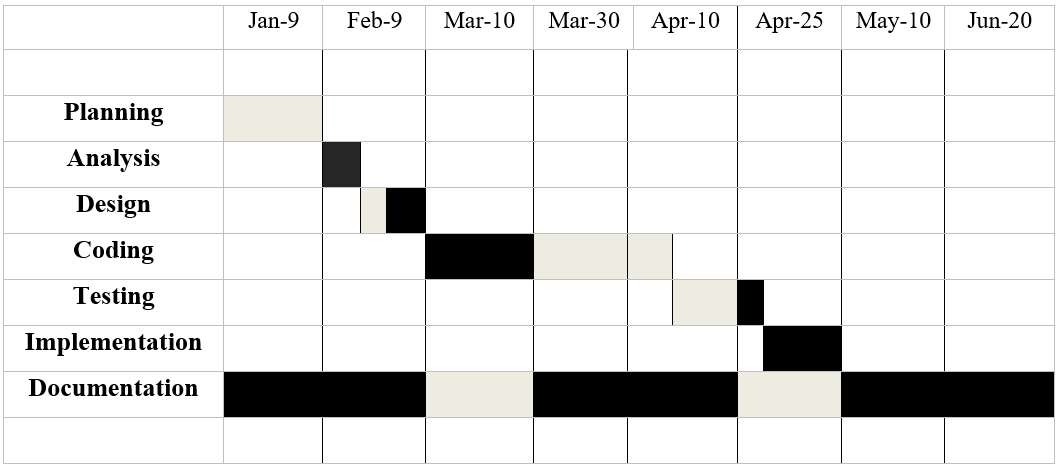 Jan-9 Feb-9 Mar-10 Mar-30 Apr-10 Apr-25 May-10 Jun-20
Planning
Analysis
Design
Coding
Testing
Implementation
Documentation